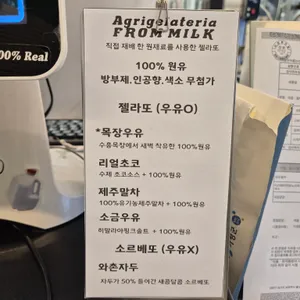 100% Real
Agrigelateria
FROM MILK
직접 재배 한 원재료를 사용한 젤라또
100% 원유
방부제.인공향.색소 무첨가
젤라또 (우유O)
*목장우유
수흥목장에서 새벽 착유한 100%원유
리얼초코
수제 초코소스 + 100%원유
제주말차
100%유기농제주말차 + 100%원유
소금우유
히말라야핑크솔트 + 100%원유
소르베또 (우유X)
와촌자두
자두가 50% 들어간 새콤달콤 소르베또